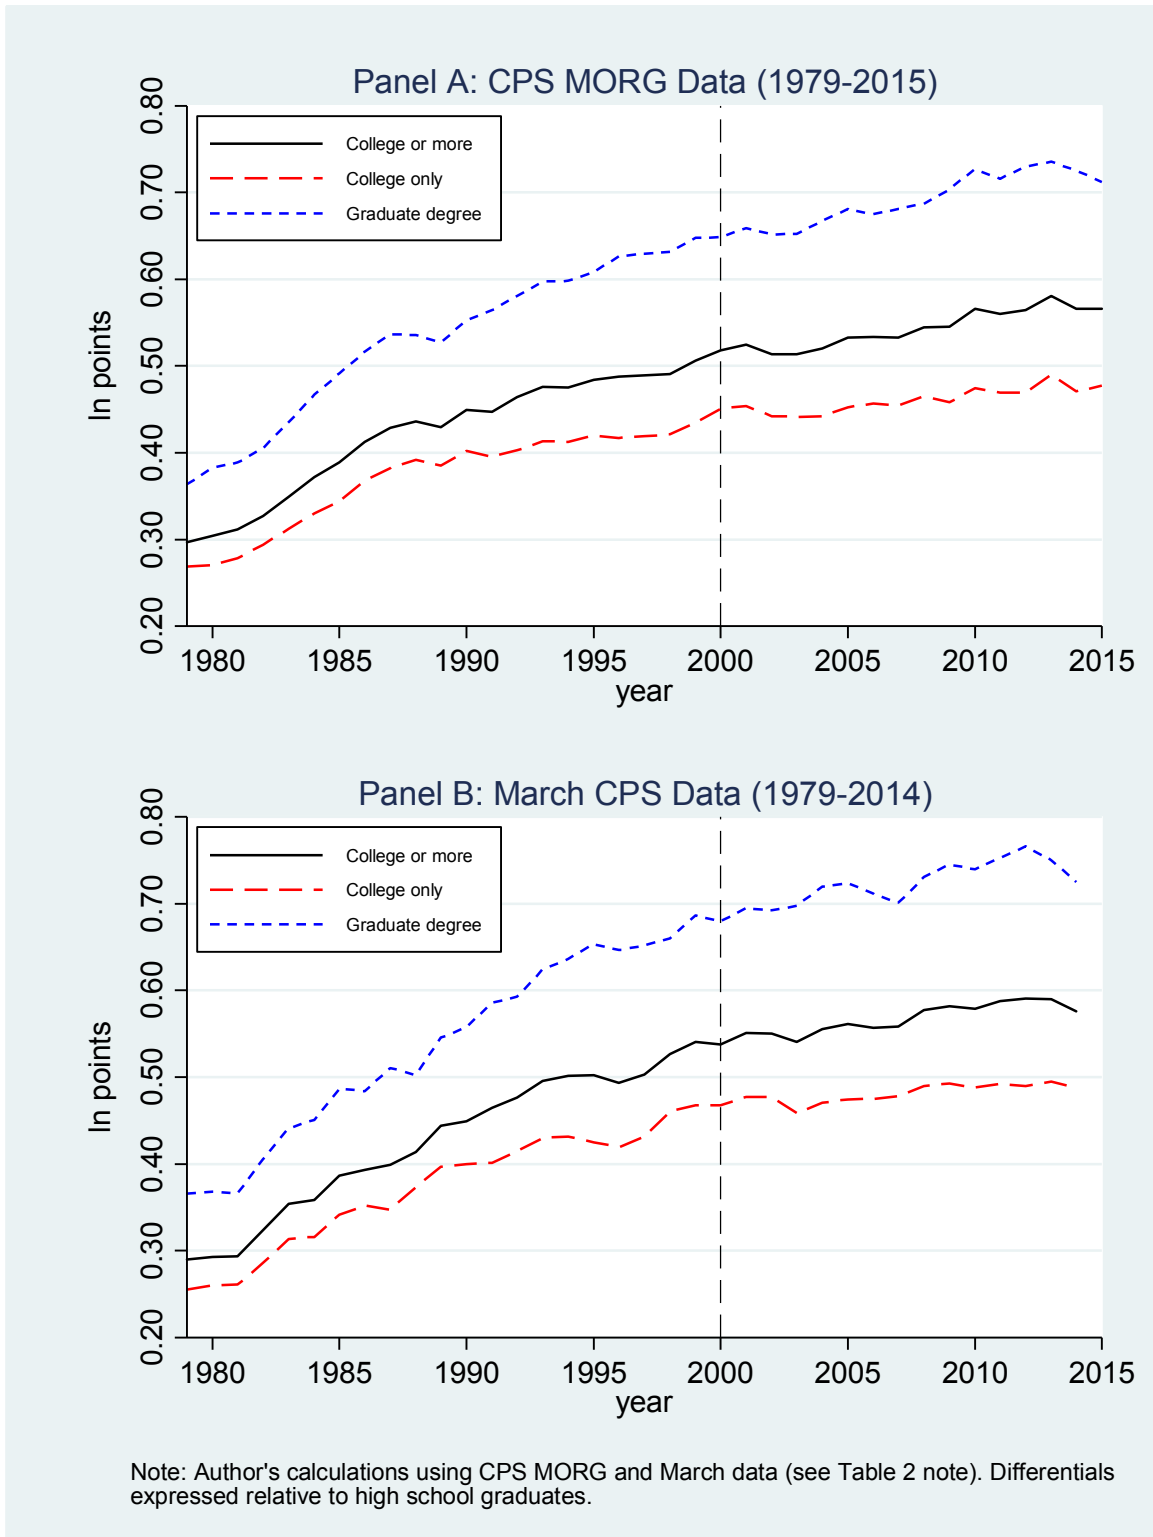 Panel A: CPS MORG Data (1979-2015)
0.80
0.70
0.60
0.50
0.40
0.30
0.20
ln points
College or more
College only
Graduate degree
1980 1985 1990 1995 2000 2005 2010 2015
year
Panel B: March CPS Data (1979-2014)
0.80
0.70
0.60
0.50
0.40
0.30
0.20
ln points
College or more
College only
Graduate degree
1980 1985 1990 1995 2000 2005 2010 2015
year
Note: Author's calculations using CPS MORG and March data (see Table 2 note). Differentials
expressed relative to high school graduates.